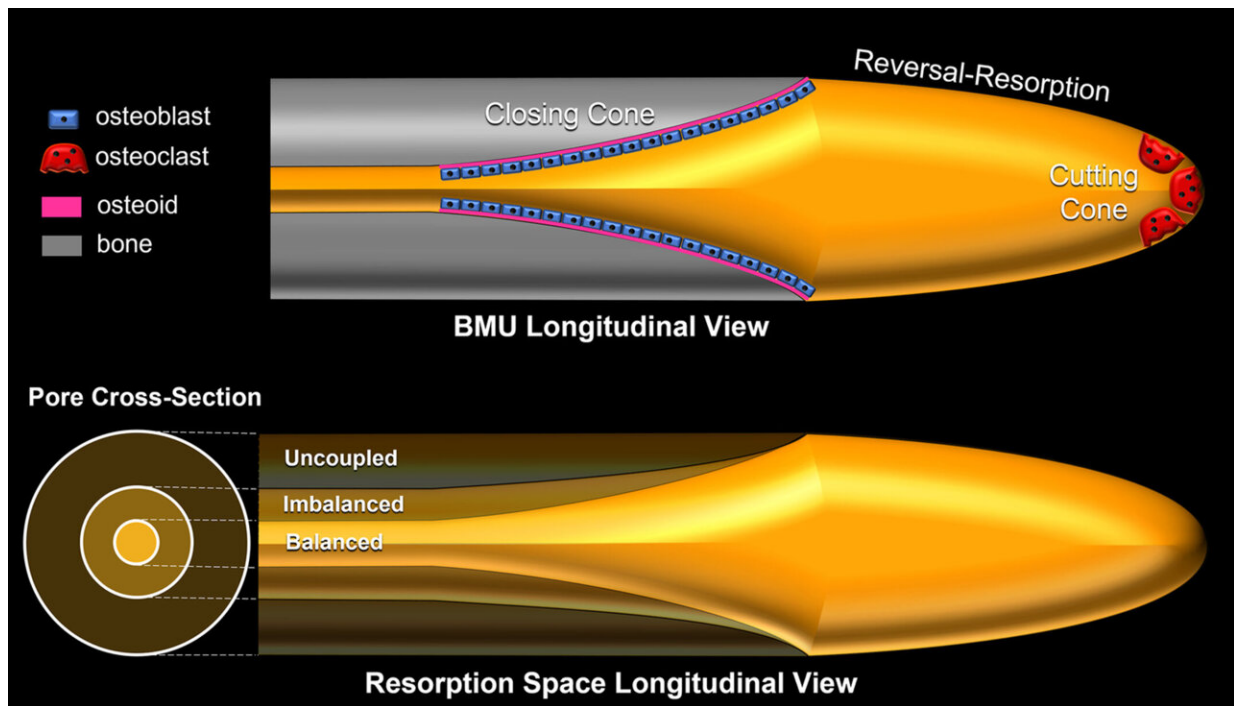 Reversal-Resorption
osteoblast
Closing Cone
osteoclast
Cutting
Cone
osteoid
bone
BMU Longitudinal View
Pore Cross-Section
Uncoupled
Imbalanced
Balanced
Resorption Space Longitudinal View